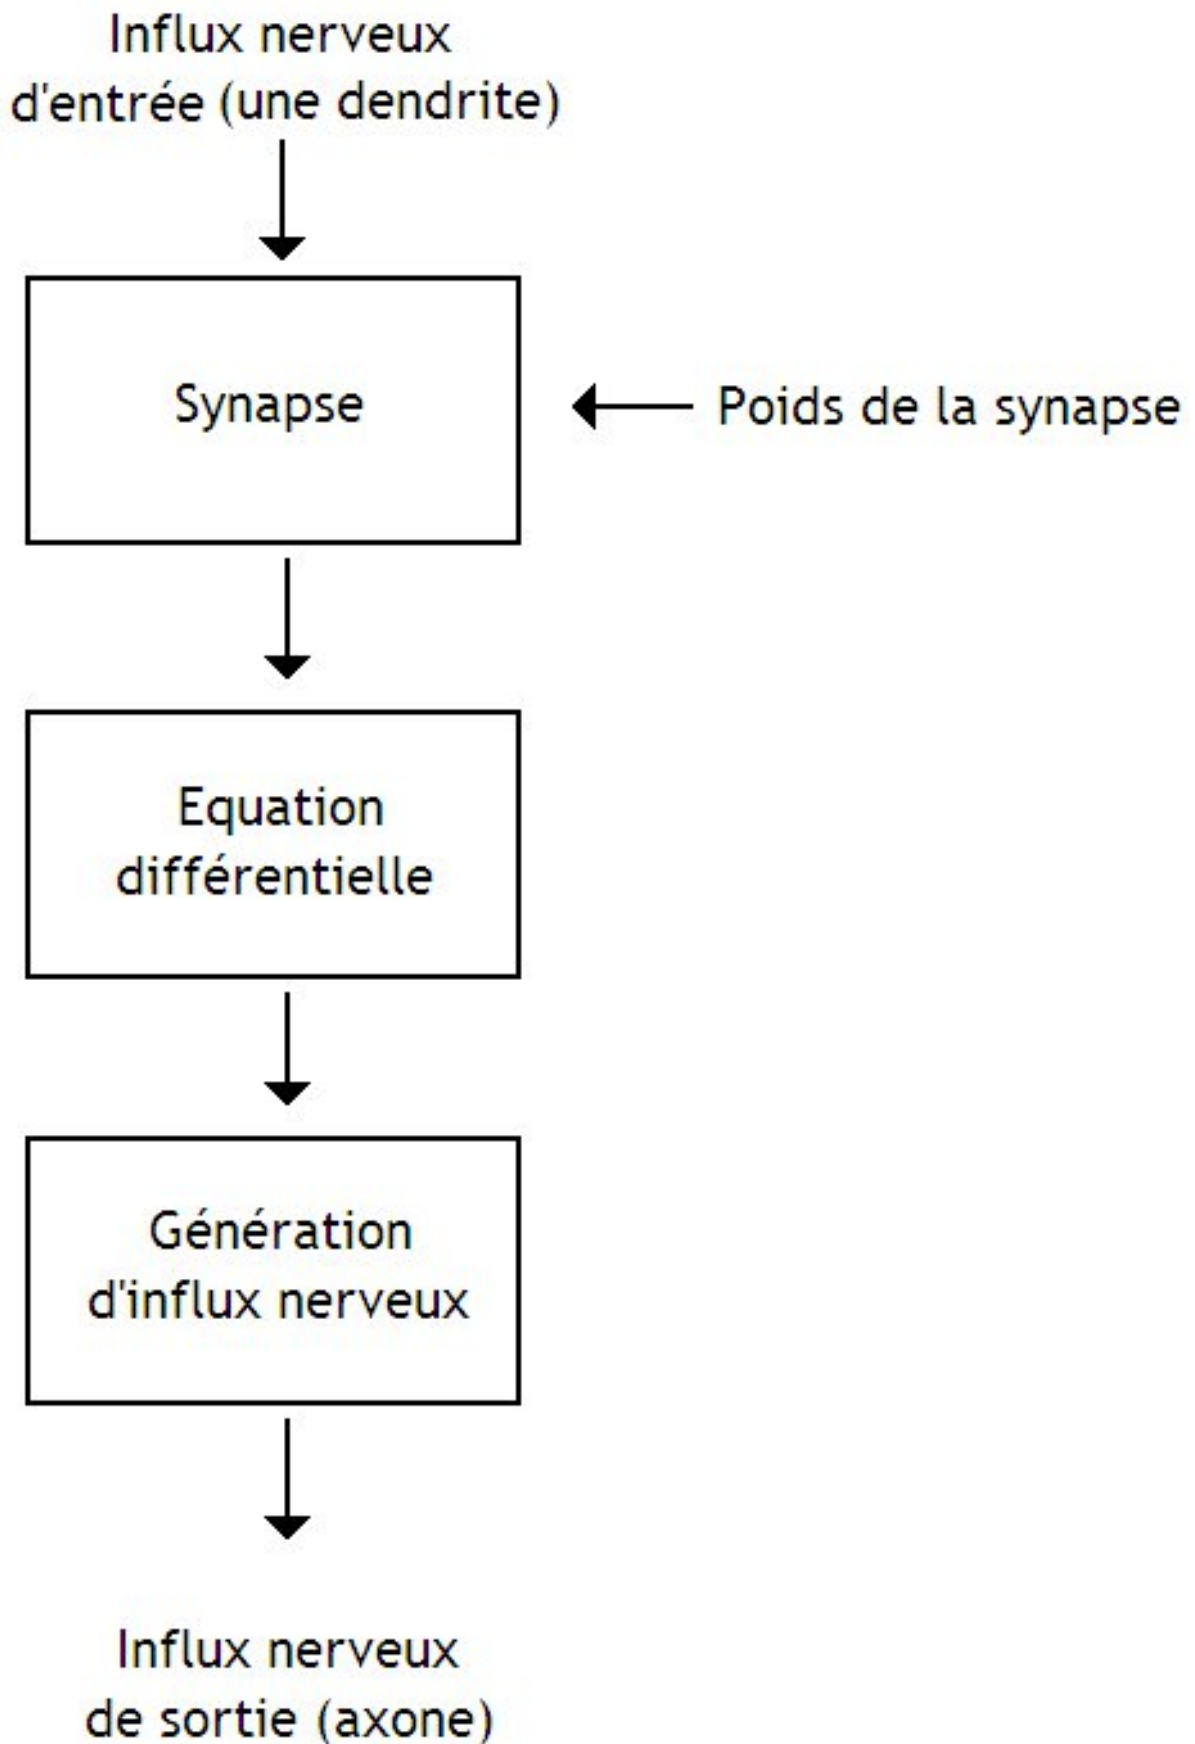 Influx nerveux
d'entrée (une dendrite)
Synapse
Poids de la synapse
Equation
différentielle
Génération
d'influx nerveux
Influx nerveux
de sortie (axone)